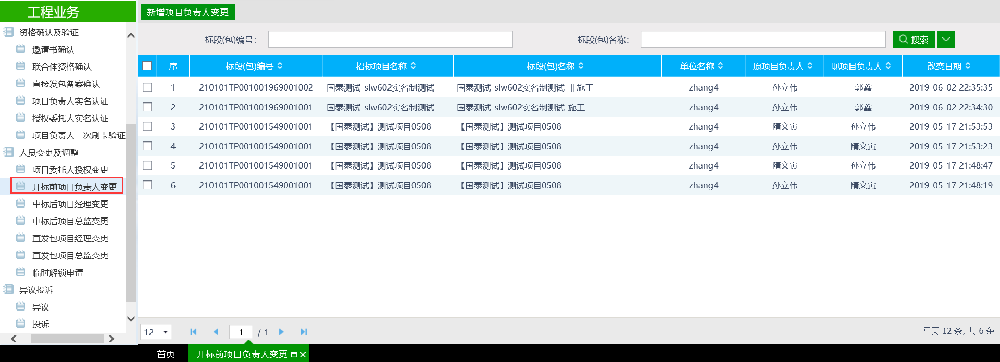 工程业务
资格确认及验证
邀请书确认
联合体资格确认
直接发包备案确认
项目负责人实名认证
授权委托人实名认证
项目负责人二次刷卡验证
人员变更及调整
项目委托人授权变更
开标前项目负责人变更
中标后项目经理变更
中标后项目总监变更
直发包项目经理变更
直发包项目总监变更
临时解锁申请
异议投诉
异议
投诉
新增项目负责人变更
标段(包)编号： 标段(包)名称： 搜索
序 标段(包)编号 招标项目名称 标段(包)名称 单位名称 原项目负责人 现项目负责人 改变日期
1 210101TP001001969001002 国泰测试-slw602实名制测试 国泰测试-slw602实名制测试-非施工 zhang4 孙立伟 郭鑫 2019-06-02 22:35:35
2 210101TP001001969001001 国泰测试-slw602实名制测试 国泰测试-slw602实名制测试-施工 zhang4 孙立伟 郭鑫 2019-06-02 22:34:30
3 210101TP001001549001001 【国泰测试】测试项目0508 【国泰测试】测试项目0508 zhang4 隋文寅 孙立伟 2019-05-17 21:53:53
4 210101TP001001549001001 【国泰测试】测试项目0508 【国泰测试】测试项目0508 zhang4 孙立伟 隋文寅 2019-05-17 21:53:23
5 210101TP001001549001001 【国泰测试】测试项目0508 【国泰测试】测试项目0508 zhang4 隋文寅 孙立伟 2019-05-17 21:48:47
6 210101TP001001549001001 【国泰测试】测试项目0508 【国泰测试】测试项目0508 zhang4 孙立伟 隋文寅 2019-05-17 21:48:19
12 1 / 1 每页 12 条, 共 6 条
首页 开标前项目负责人变更